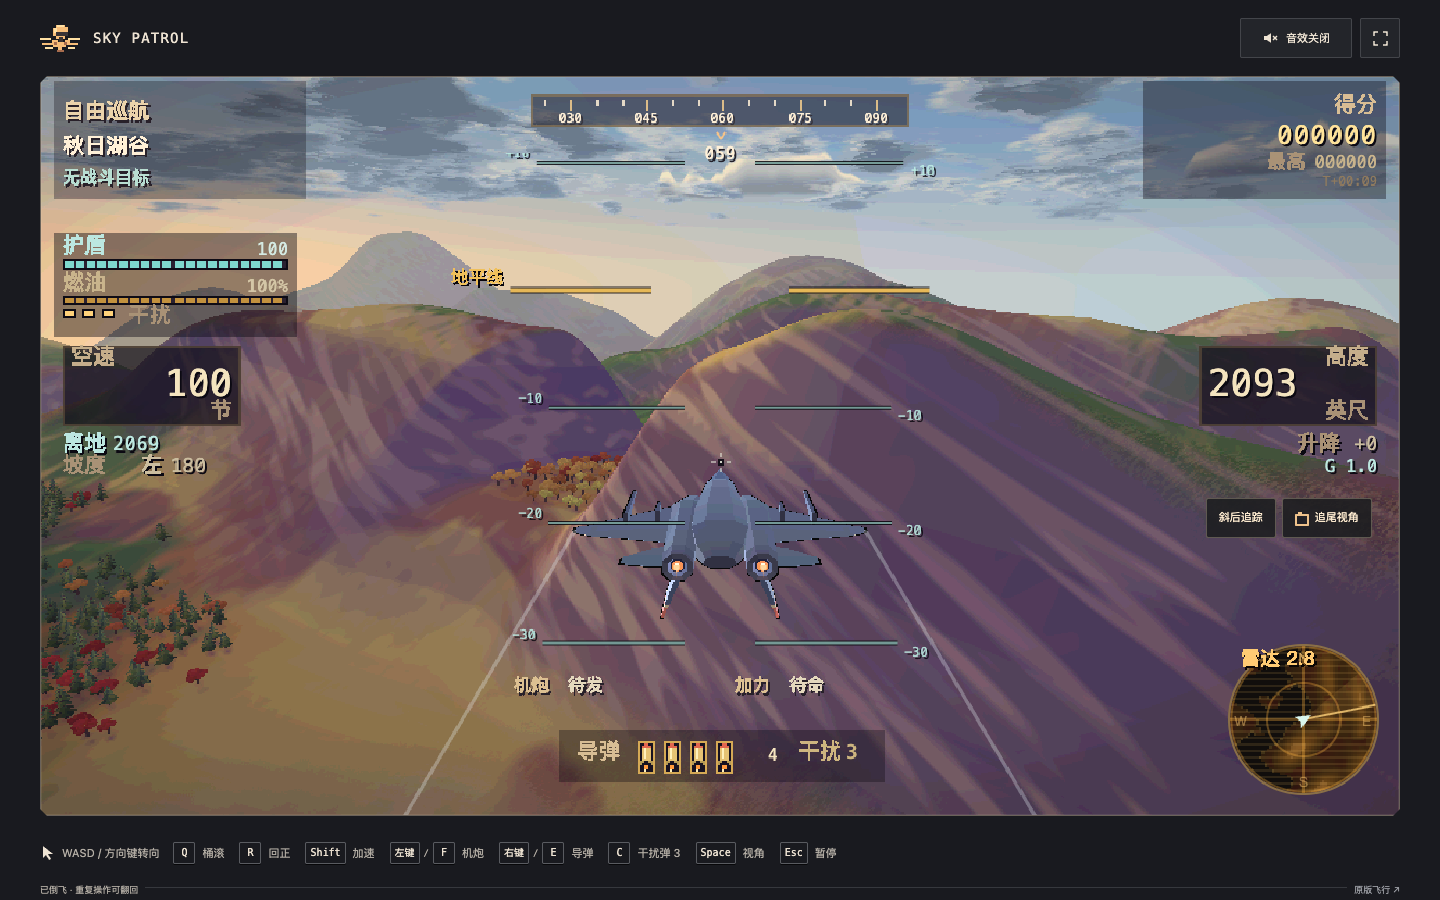 SKY PATROL
音效关闭
自由巡航
秋日湖谷
无战斗目标
030 045 060 075 090
059
+10 +10
得分
000000
最高 000000
T+00:09
护盾 100
燃油 100%
干扰
地平线
空速
100
节
离地 2069
坡度 左 180
高度
2093
英尺
升降 +0
G 1.0
-10 -10
-20 -20
-30 -30
斜后追踪 追尾视角
雷达 2.8
W E
S
机炮 待发 加力 待命
导弹 4 干扰 3
WASD / 方向键转向 Q 桶滚 R 回正 Shift 加速 左键 / F 机炮 右键 / E 导弹 C 干扰弹 3 Space 视角 Esc 暂停
已倒飞 · 重复操作可翻回
原版飞行 ↗